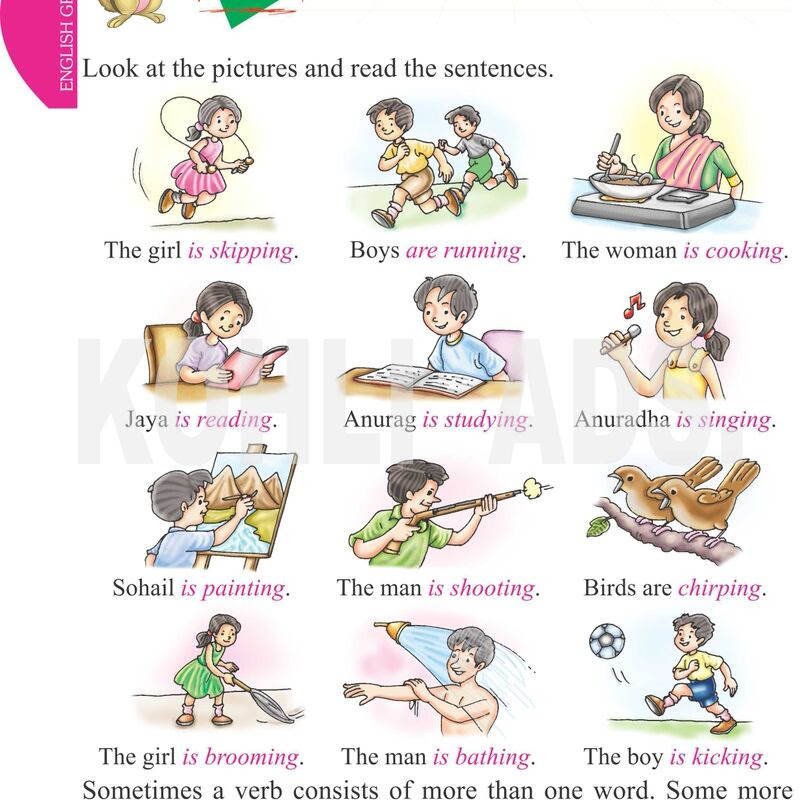 ENGLISH GR
Look at the pictures and read the sentences.
The girl is skipping. Boys are running. The woman is cooking.
Jaya is reading. Anurag is studying. Anuradha is singing.
Sohail is painting. The man is shooting. Birds are chirping.
The girl is brooming. The man is bathing. The boy is kicking.
Sometimes a verb consists of more than one word. Some more